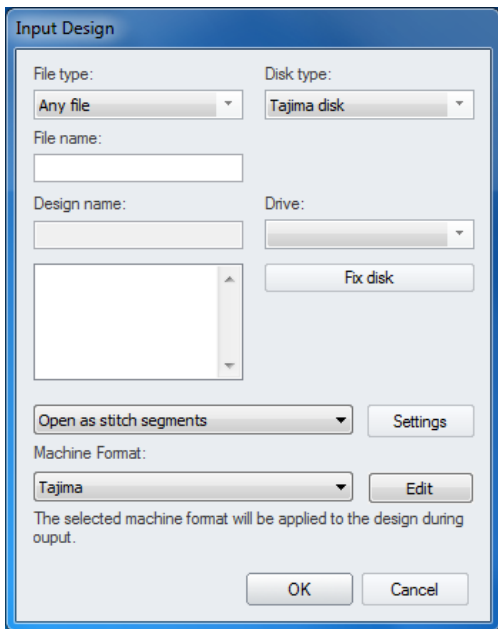 Input Design
File type:
Disk type:
Any file
Tajima disk
File name:
Design name:
Drive:
Fix disk
Open as stitch segments
Settings
Machine Format:
Tajima
Edit
The selected machine format will be applied to the design during
ouput.
OK
Cancel